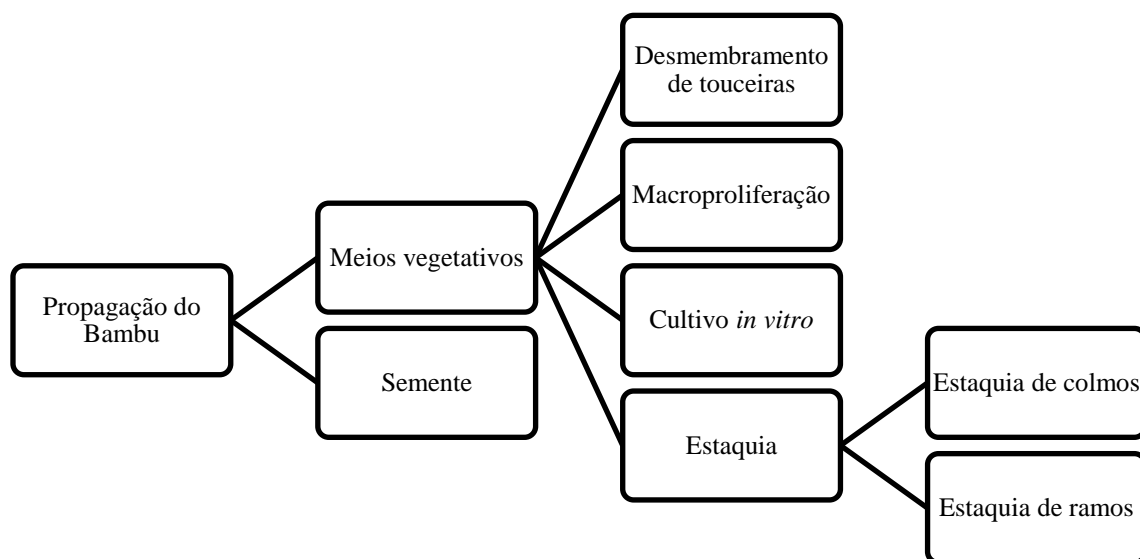 Propagação do
Bambu
Meios vegetativos
Semente
Desmembramento
de touceiras
Macroproliferação
Cultivo in vitro
Estaquia
Estaquia de colmos
Estaquia de ramos